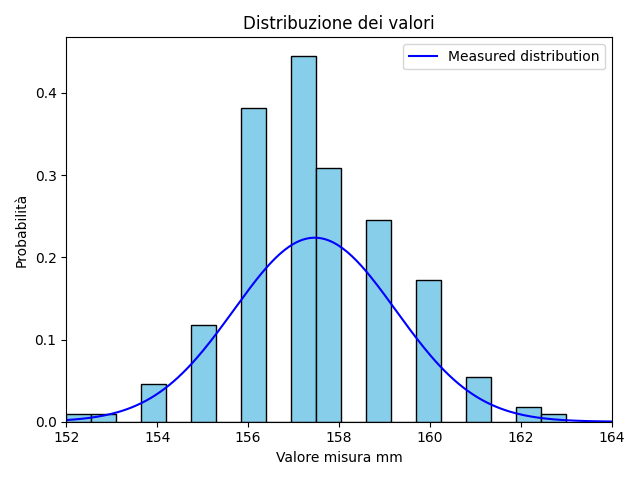 Distribuzione dei valori
Measured distribution
Probabilità
0.4
0.3
0.2
0.1
0.0
152 154 156 158 160 162 164
Valore misura mm